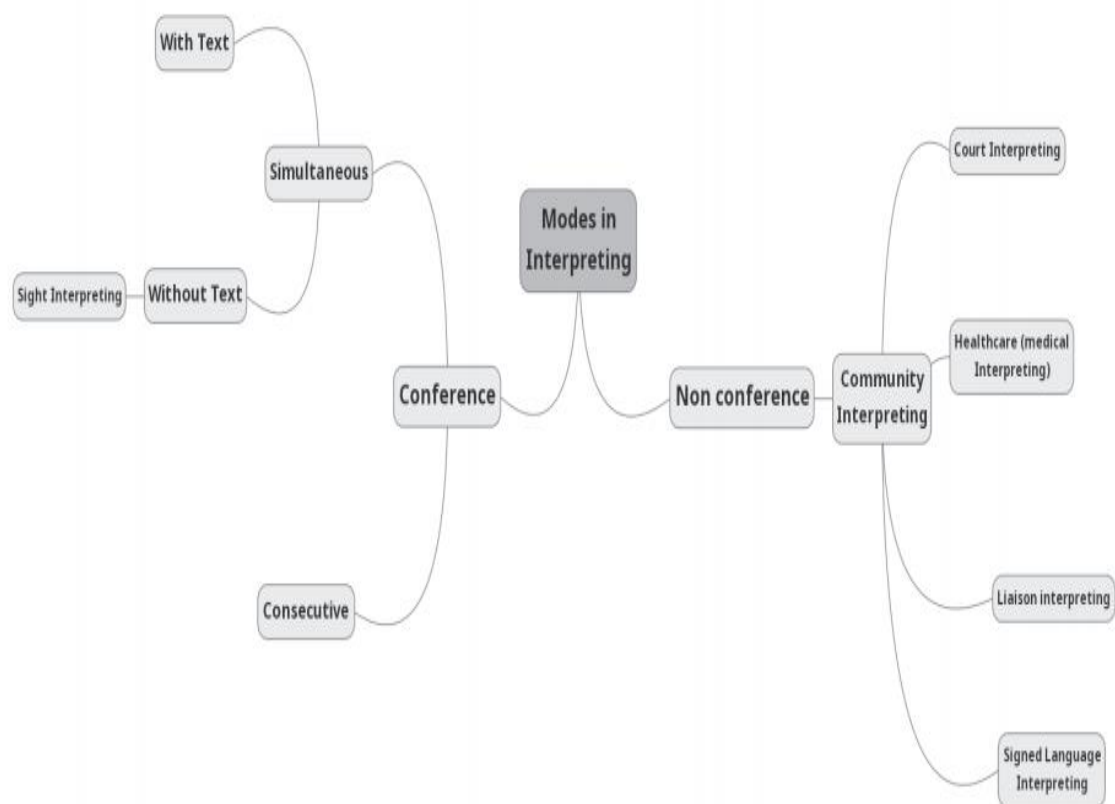 With Text
Simultaneous
Sight Interpreting
Without Text
Conference
Consecutive
Modes in
Interpreting
Non conference
Community
Interpreting
Court Interpreting
Healthcare (medical
Interpreting)
Liaison interpreting
Signed Language
Interpreting